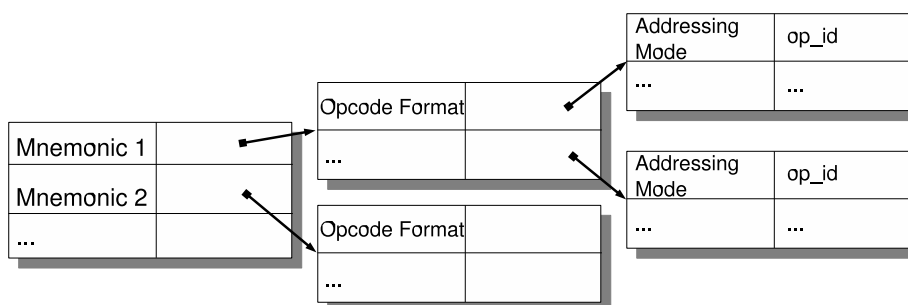 Mnemonic 1
Mnemonic 2
...
Opcode Format
...
Opcode Format
...
Addressing
Mode
op_id
...
...
Addressing
Mode
op_id
...
...